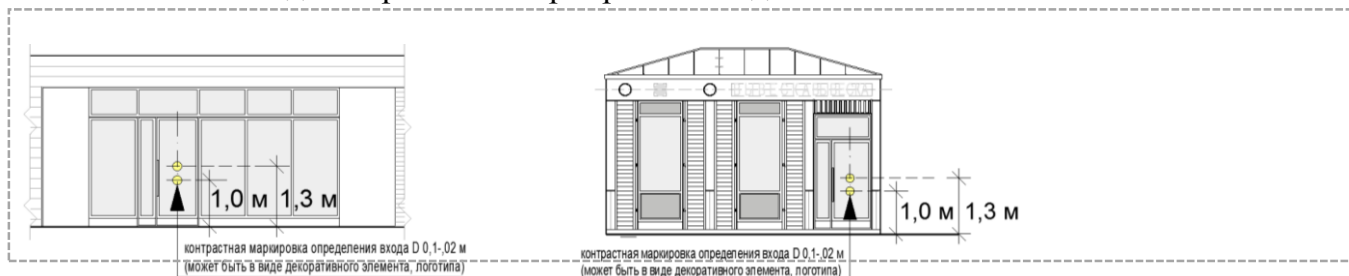 1,0 м 1,3 м
контрастная маркировка определения входа D 0,1-,02 м
(может быть в виде декоративного элемента, логотипа)
1,0 м 1,3 м
контрастная маркировка определения входа D 0,1-,02 м
(может быть в виде декоративного элемента, логотипа)